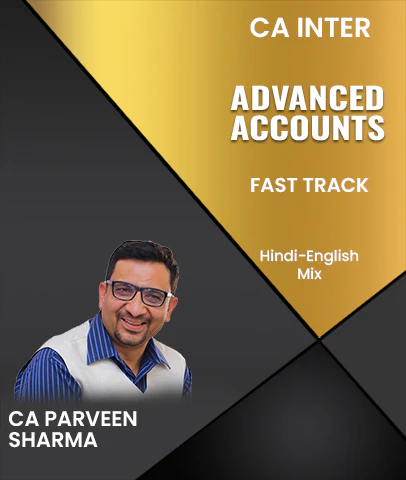 CA INTER
ADVANCED
ACCOUNTS
FAST TRACK
Hindi-English
Mix
CA PARVEEN
SHARMA